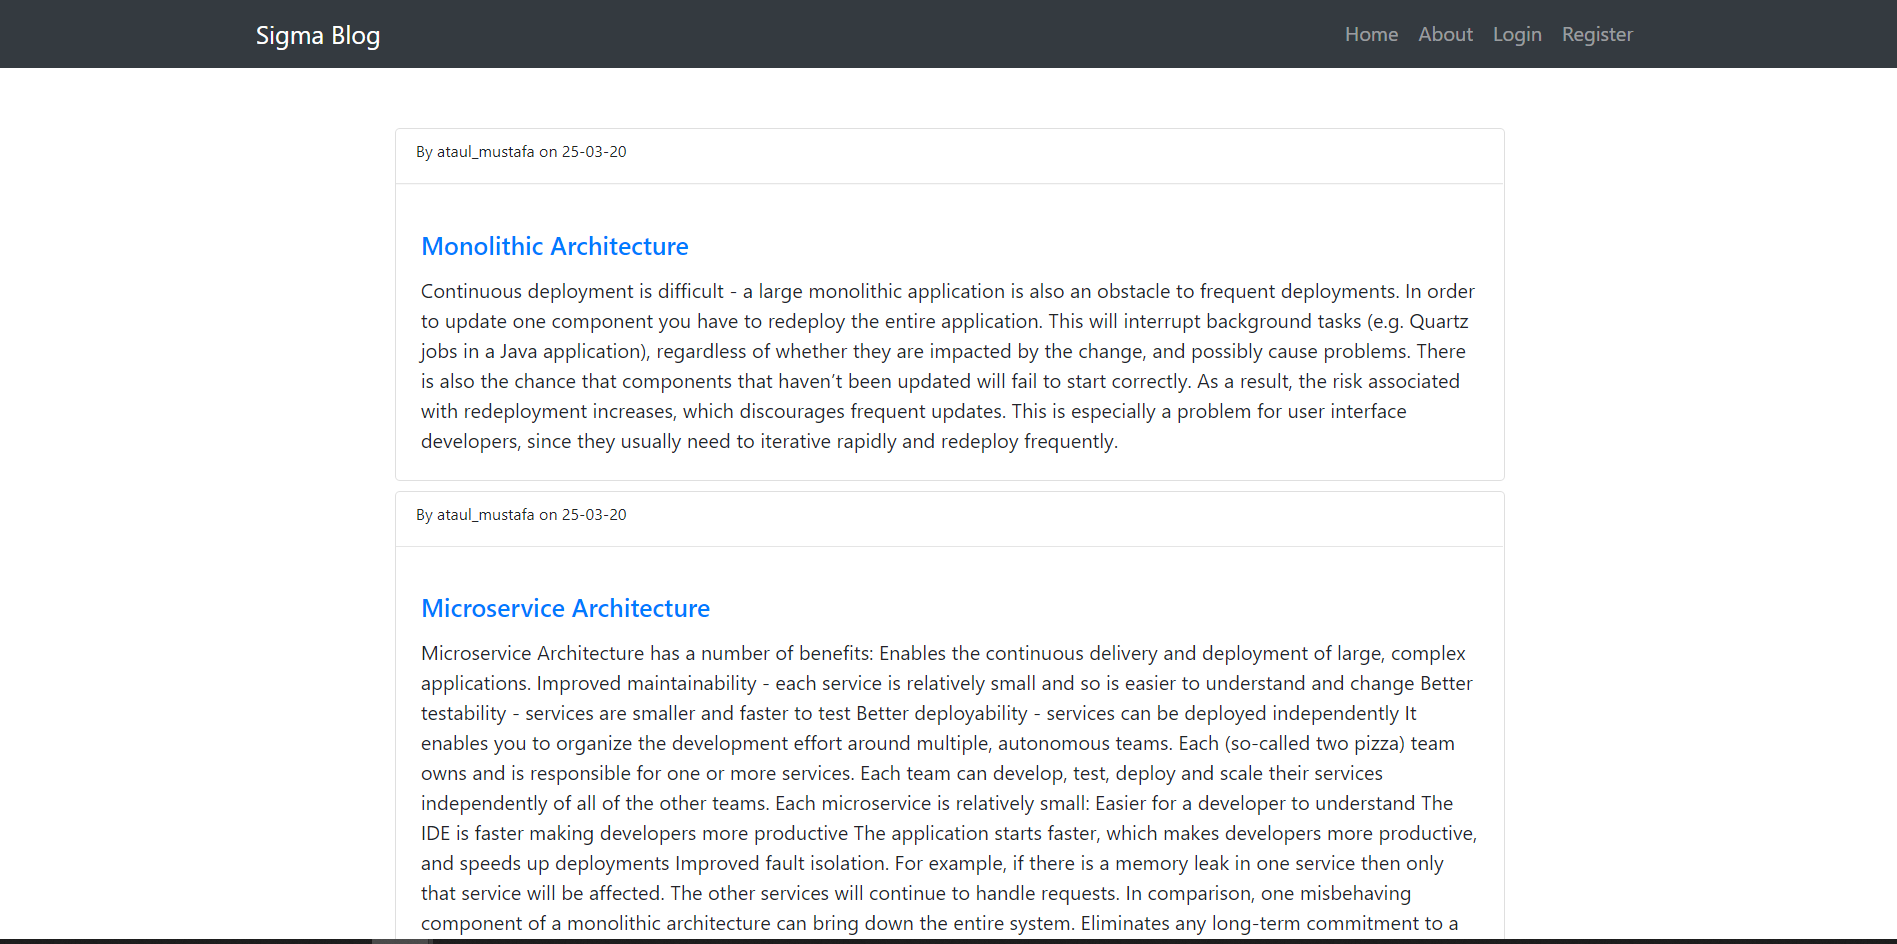 Sigma Blog
Home About Login Register
By ataul_mustafa on 25-03-20
Monolithic Architecture
Continuous deployment is difficult - a large monolithic application is also an obstacle to frequent deployments. In order
to update one component you have to redeploy the entire application. This will interrupt background tasks (e.g. Quartz
jobs in a Java application), regardless of whether they are impacted by the change, and possibly cause problems. There
is also the chance that components that haven’t been updated will fail to start correctly. As a result, the risk associated
with redeployment increases, which discourages frequent updates. This is especially a problem for user interface
developers, since they usually need to iterative rapidly and redeploy frequently.
By ataul_mustafa on 25-03-20
Microservice Architecture
Microservice Architecture has a number of benefits: Enables the continuous delivery and deployment of large, complex
applications. Improved maintainability - each service is relatively small and so is easier to understand and change Better
testability - services are smaller and faster to test Better deployability - services can be deployed independently It
enables you to organize the development effort around multiple, autonomous teams. Each (so-called two pizza) team
owns and is responsible for one or more services. Each team can develop, test, deploy and scale their services
independently of all of the other teams. Each microservice is relatively small: Easier for a developer to understand The
IDE is faster making developers more productive The application starts faster, which makes developers more productive,
and speeds up deployments Improved fault isolation. For example, if there is a memory leak in one service then only
that service will be affected. The other services will continue to handle requests. In comparison, one misbehaving
component of a monolithic architecture can bring down the entire system. Eliminates any long-term commitment to a